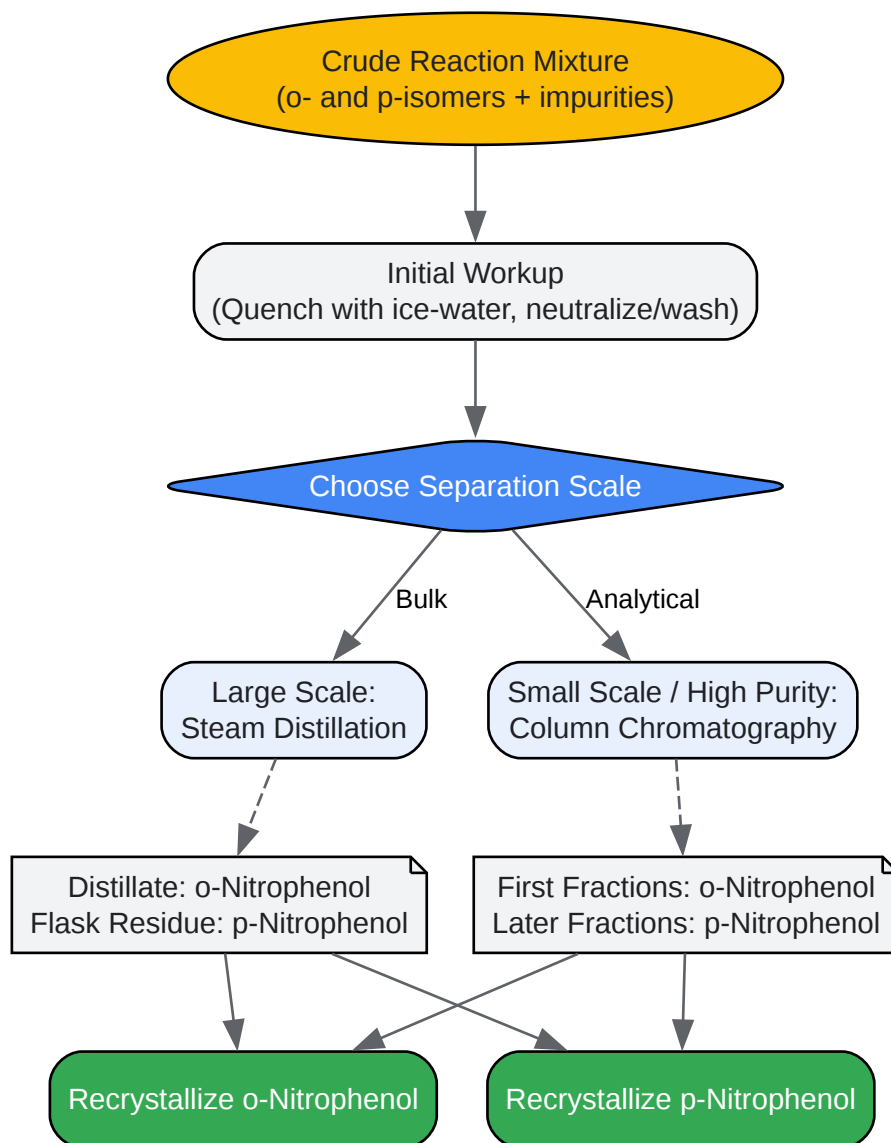 Crude Reaction Mixture
(o- and p-isomers + impurities)
Initial Workup
(Quench with ice-water, neutralize/wash)
Choose Separation Scale
Bulk
Analytical
Large Scale:
Steam Distillation
Small Scale / High Purity:
Column Chromatography
Distillate: o-Nitrophenol
Flask Residue: p-Nitrophenol
First Fractions: o-Nitrophenol
Later Fractions: p-Nitrophenol
Recrystallize o-Nitrophenol
Recrystallize p-Nitrophenol